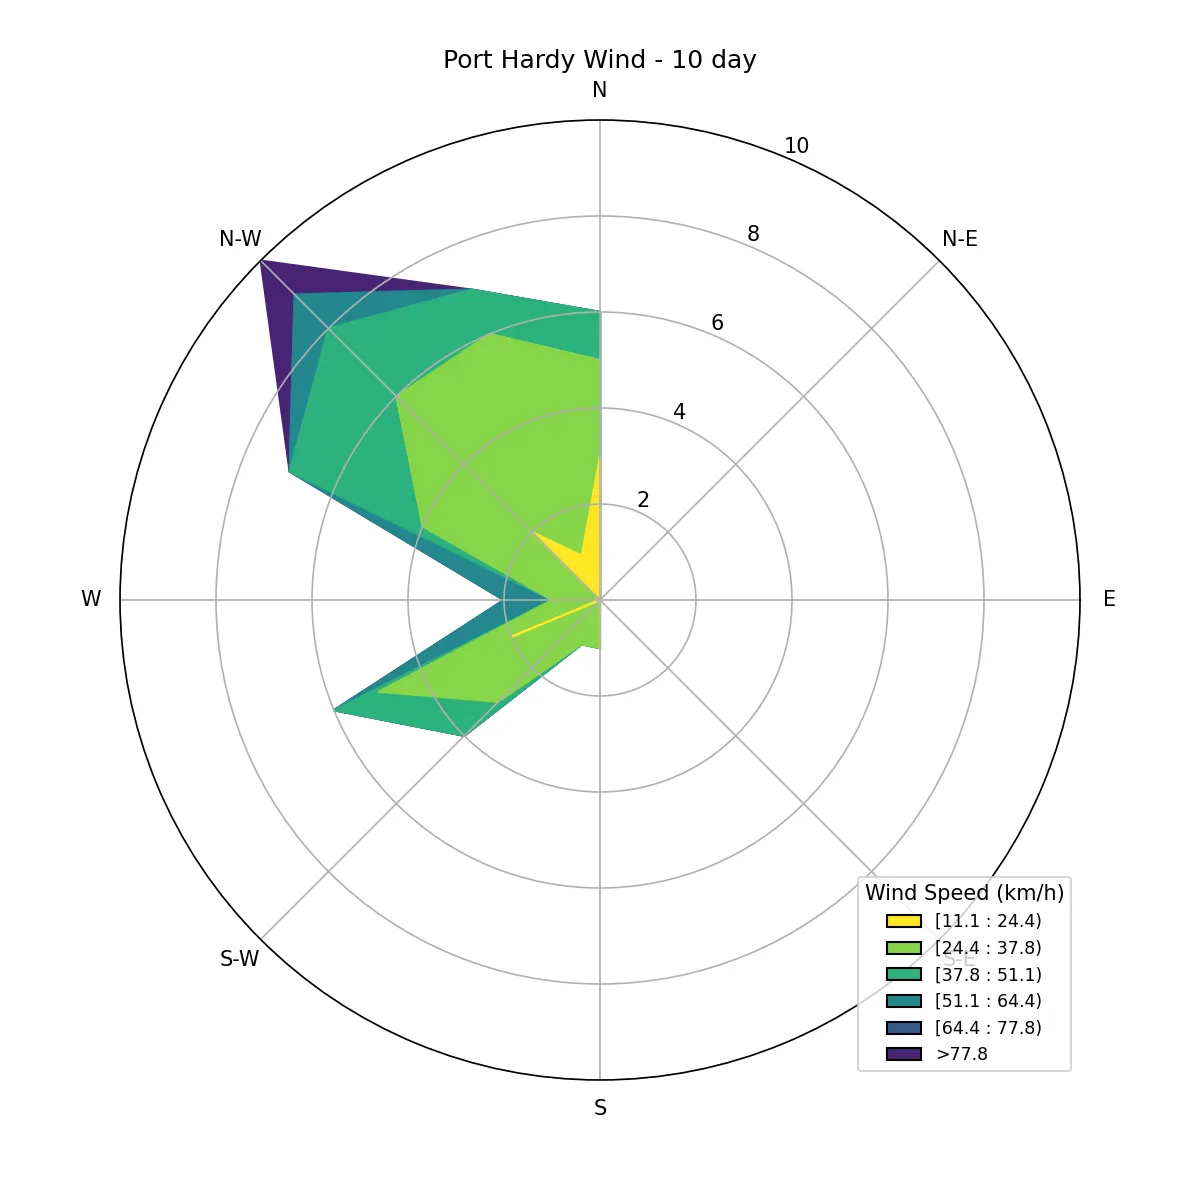 Port Hardy Wind - 10 day
N
10
8
N-W
N-E
6
4
2
W
E
Wind Speed (km/h)
[11.1 : 24.4)
[24.4 : 37.8)
S-W
S-E
[37.8 : 51.1)
[51.1 : 64.4)
[64.4 : 77.8)
>77.8
S